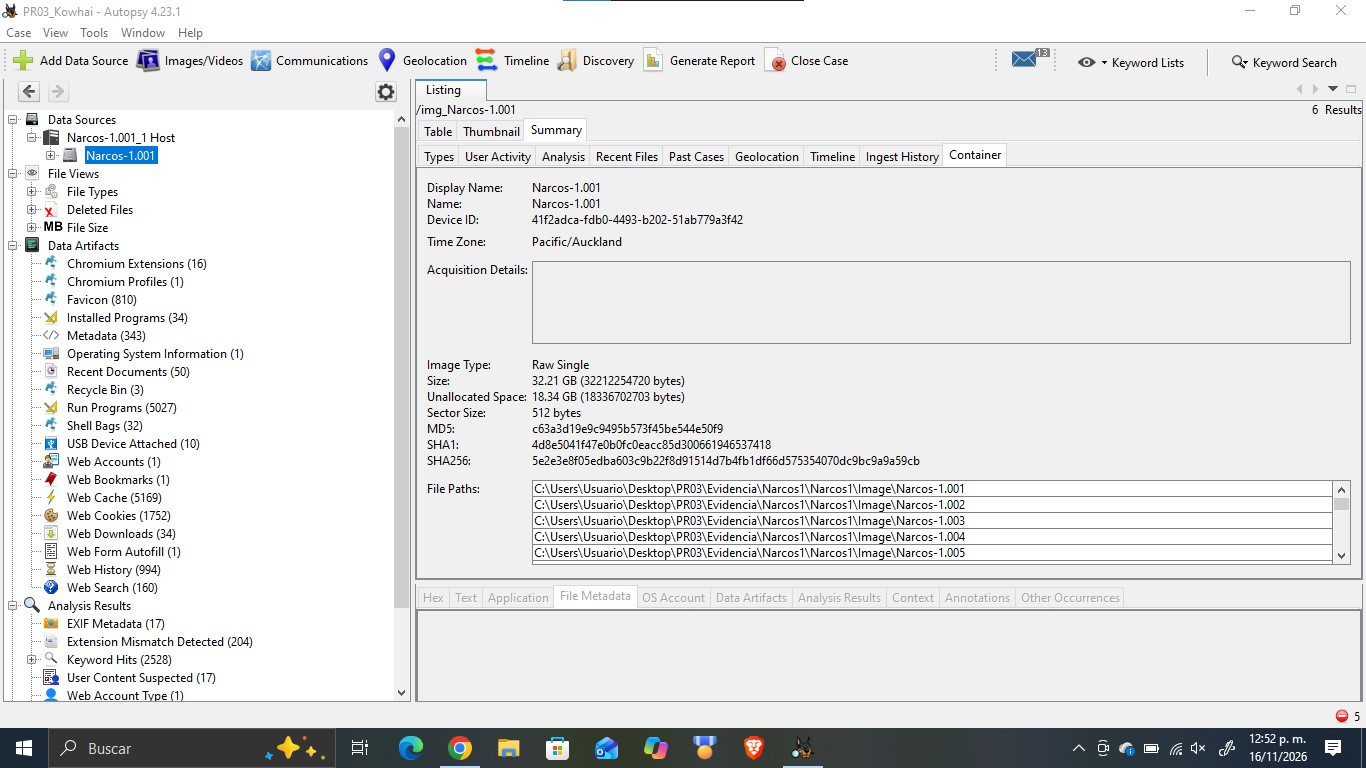 PR03_Kowhai - Autopsy 4.23.1
Case View Tools Window Help
Add Data Source Images/Videos Communications Geolocation Timeline Discovery Generate Report Close Case 13 Keyword Lists Keyword Search
Data Sources
Narcos-1.001_1 Host
Narcos-1.001
File Views
File Types
Deleted Files
MB File Size
Data Artifacts
Chromium Extensions (16)
Chromium Profiles (1)
Favicon (810)
Installed Programs (34)
Metadata (343)
Operating System Information (1)
Recent Documents (50)
Recycle Bin (3)
Run Programs (5027)
Shell Bags (32)
USB Device Attached (10)
Web Accounts (1)
Web Bookmarks (1)
Web Cache (5169)
Web Cookies (1752)
Web Downloads (34)
Web Form Autofill (1)
Web History (994)
Web Search (160)
Analysis Results
EXIF Metadata (17)
Extension Mismatch Detected (204)
Keyword Hits (2528)
User Content Suspected (17)
Web Account Type (1)
Listing
/img_Narcos-1.001 6 Results
Table Thumbnail Summary
Types User Activity Analysis Recent Files Past Cases Geolocation Timeline Ingest History Container
Display Name: Narcos-1.001
Name: Narcos-1.001
Device ID: 41f2adca-fdb0-4493-b202-51ab779a3f42
Time Zone: Pacific/Auckland
Acquisition Details:
Image Type: Raw Single
Size: 32.21 GB (32212254720 bytes)
Unallocated Space: 18.34 GB (18336702703 bytes)
Sector Size: 512 bytes
MD5: c63a3d19e9c9495b573f45be544e50f9
SHA1: 4d8e5041f47e0b0fc0eacc85d300661946537418
SHA256: 5e2e3e8f05edba603c9b22f8d91514d7b4fb1df66d575354070dc9bc9a9a59cb
File Paths: C:\Users\Usuario\Desktop\PR03\Evidencia\Narcos1\Narcos1\Image\Narcos-1.001
C:\Users\Usuario\Desktop\PR03\Evidencia\Narcos1\Narcos1\Image\Narcos-1.002
C:\Users\Usuario\Desktop\PR03\Evidencia\Narcos1\Narcos1\Image\Narcos-1.003
C:\Users\Usuario\Desktop\PR03\Evidencia\Narcos1\Narcos1\Image\Narcos-1.004
C:\Users\Usuario\Desktop\PR03\Evidencia\Narcos1\Narcos1\Image\Narcos-1.005
Hex Text Application File Metadata OS Account Data Artifacts Analysis Results Context Annotations Other Occurrences
5
Buscar
12:52 p. m.
16/11/2026